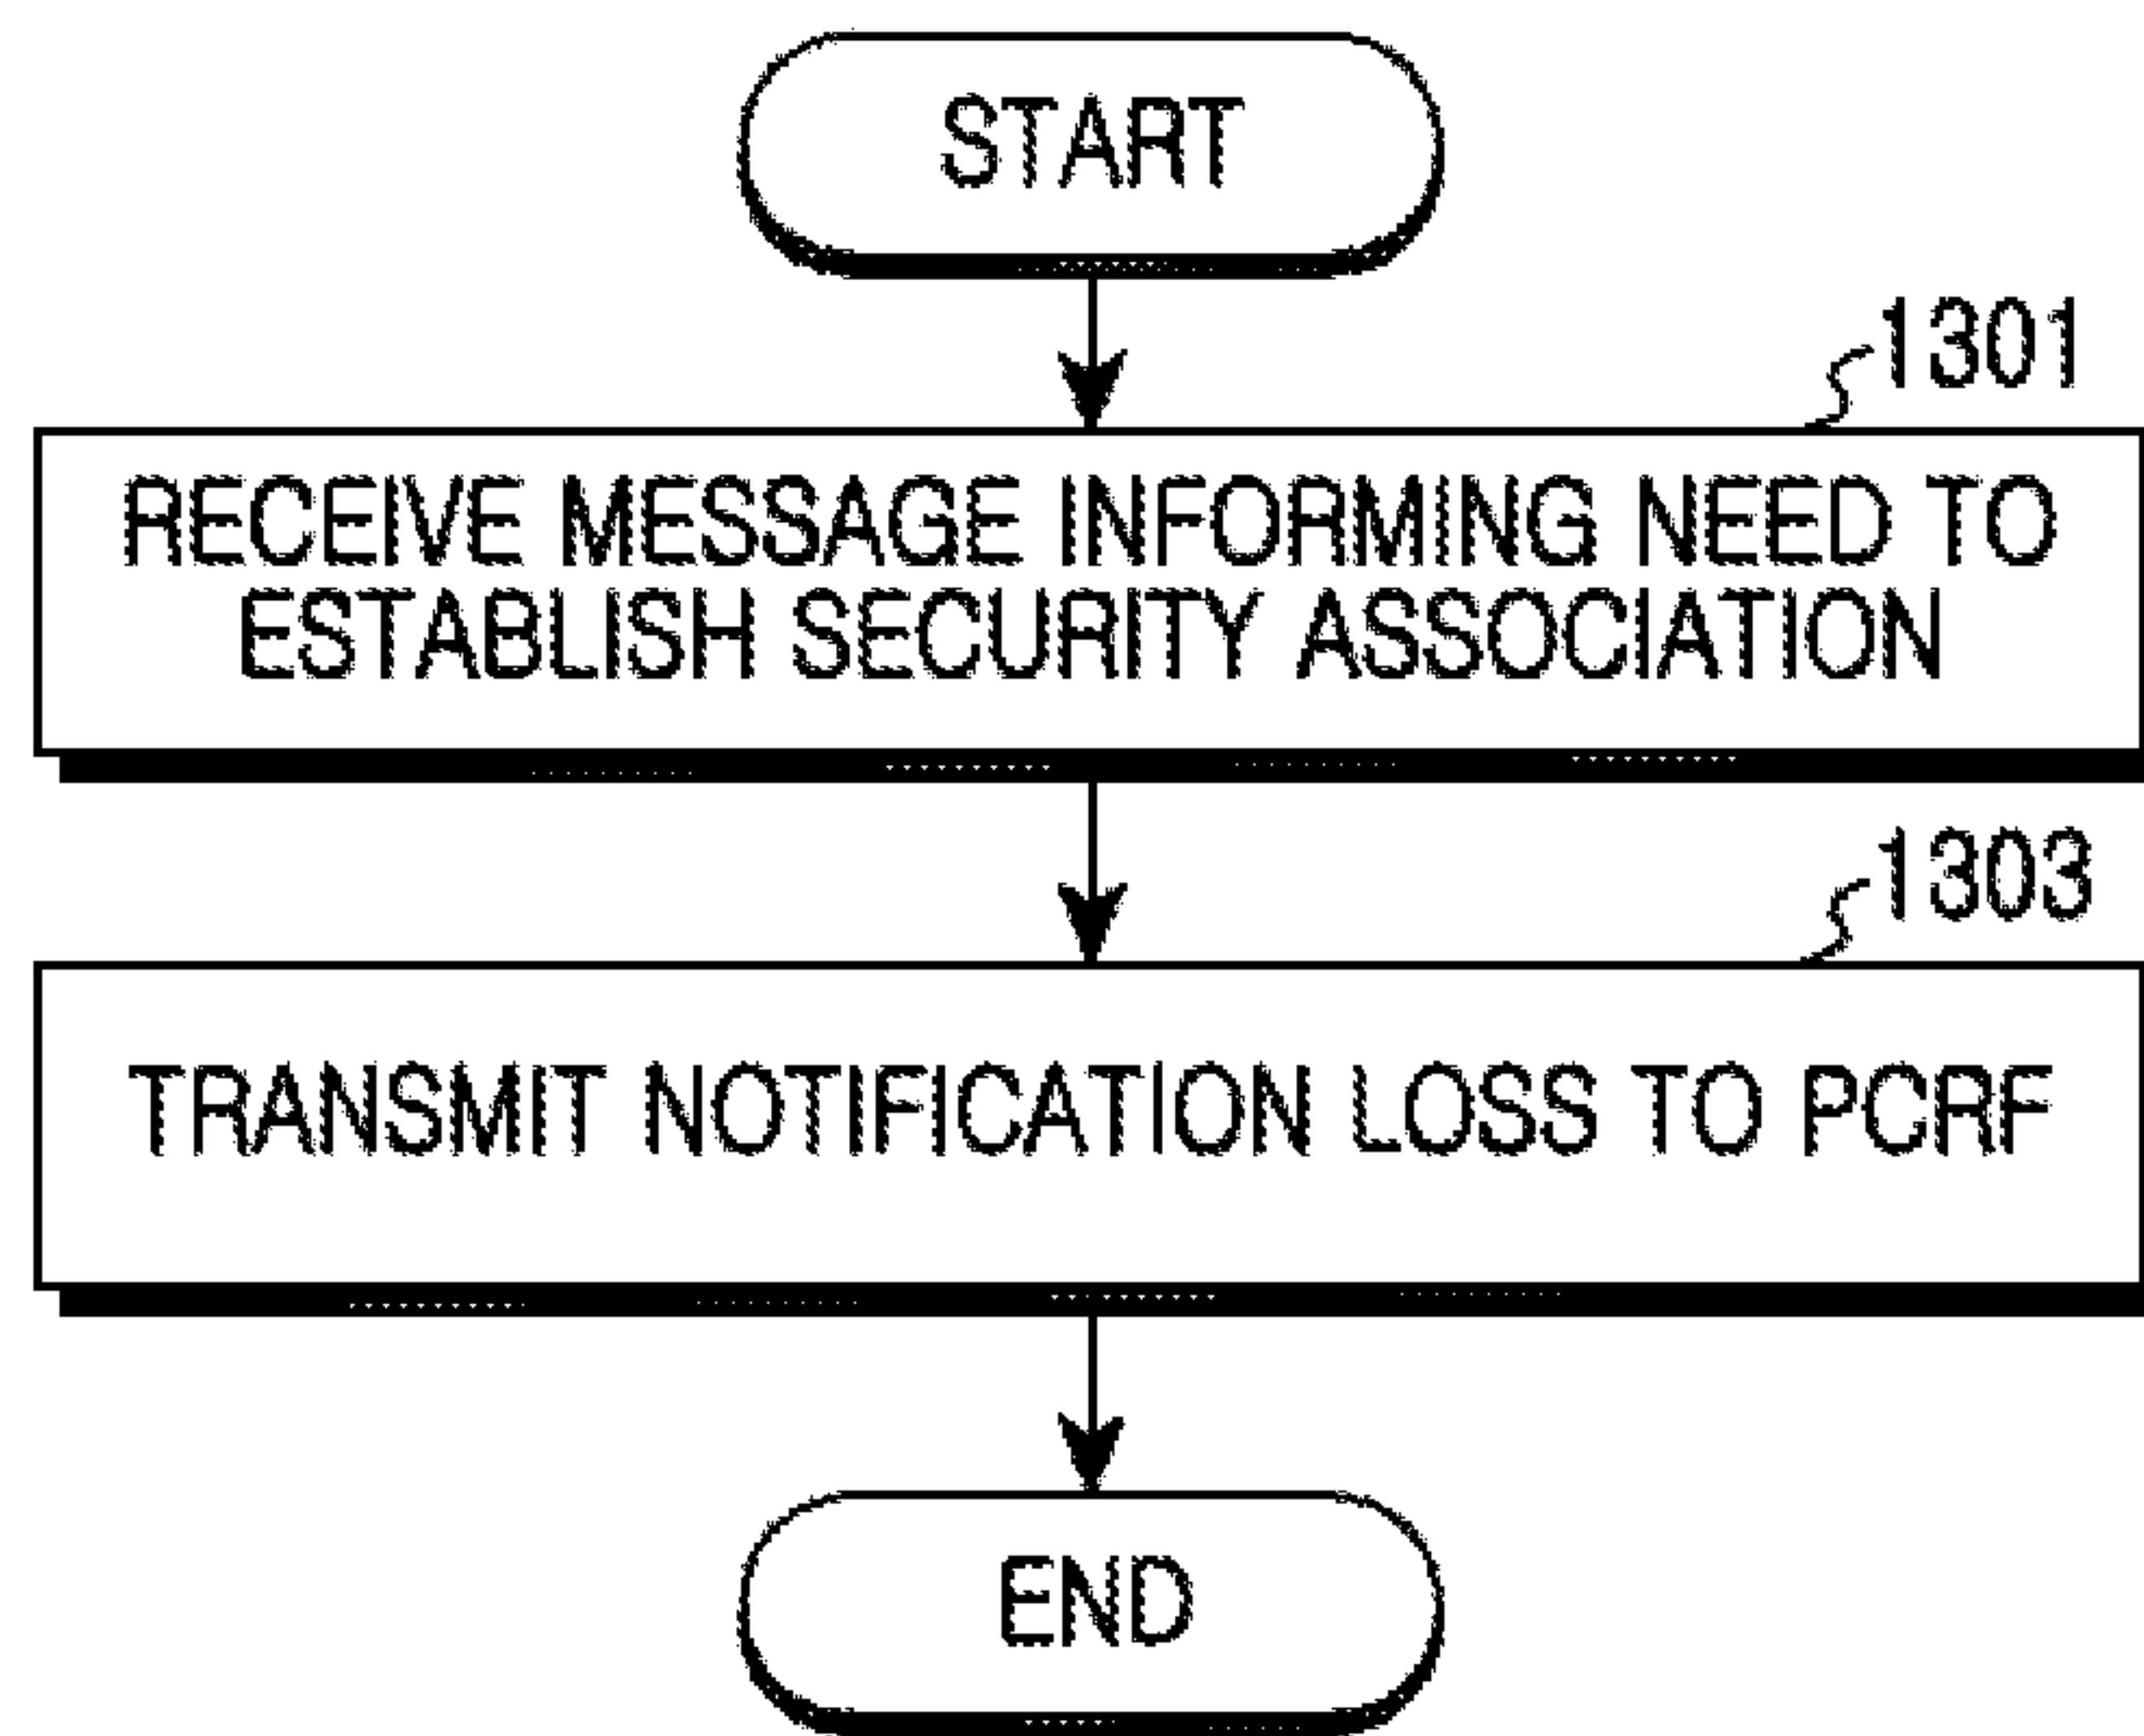 START
1301
RECEIVE MESSAGE INFORMING NEED TO
ESTABLISH SECURITY ASSOCIATION
1303
TRANSMIT NOTIFICATION LOSS TO PCRF
END